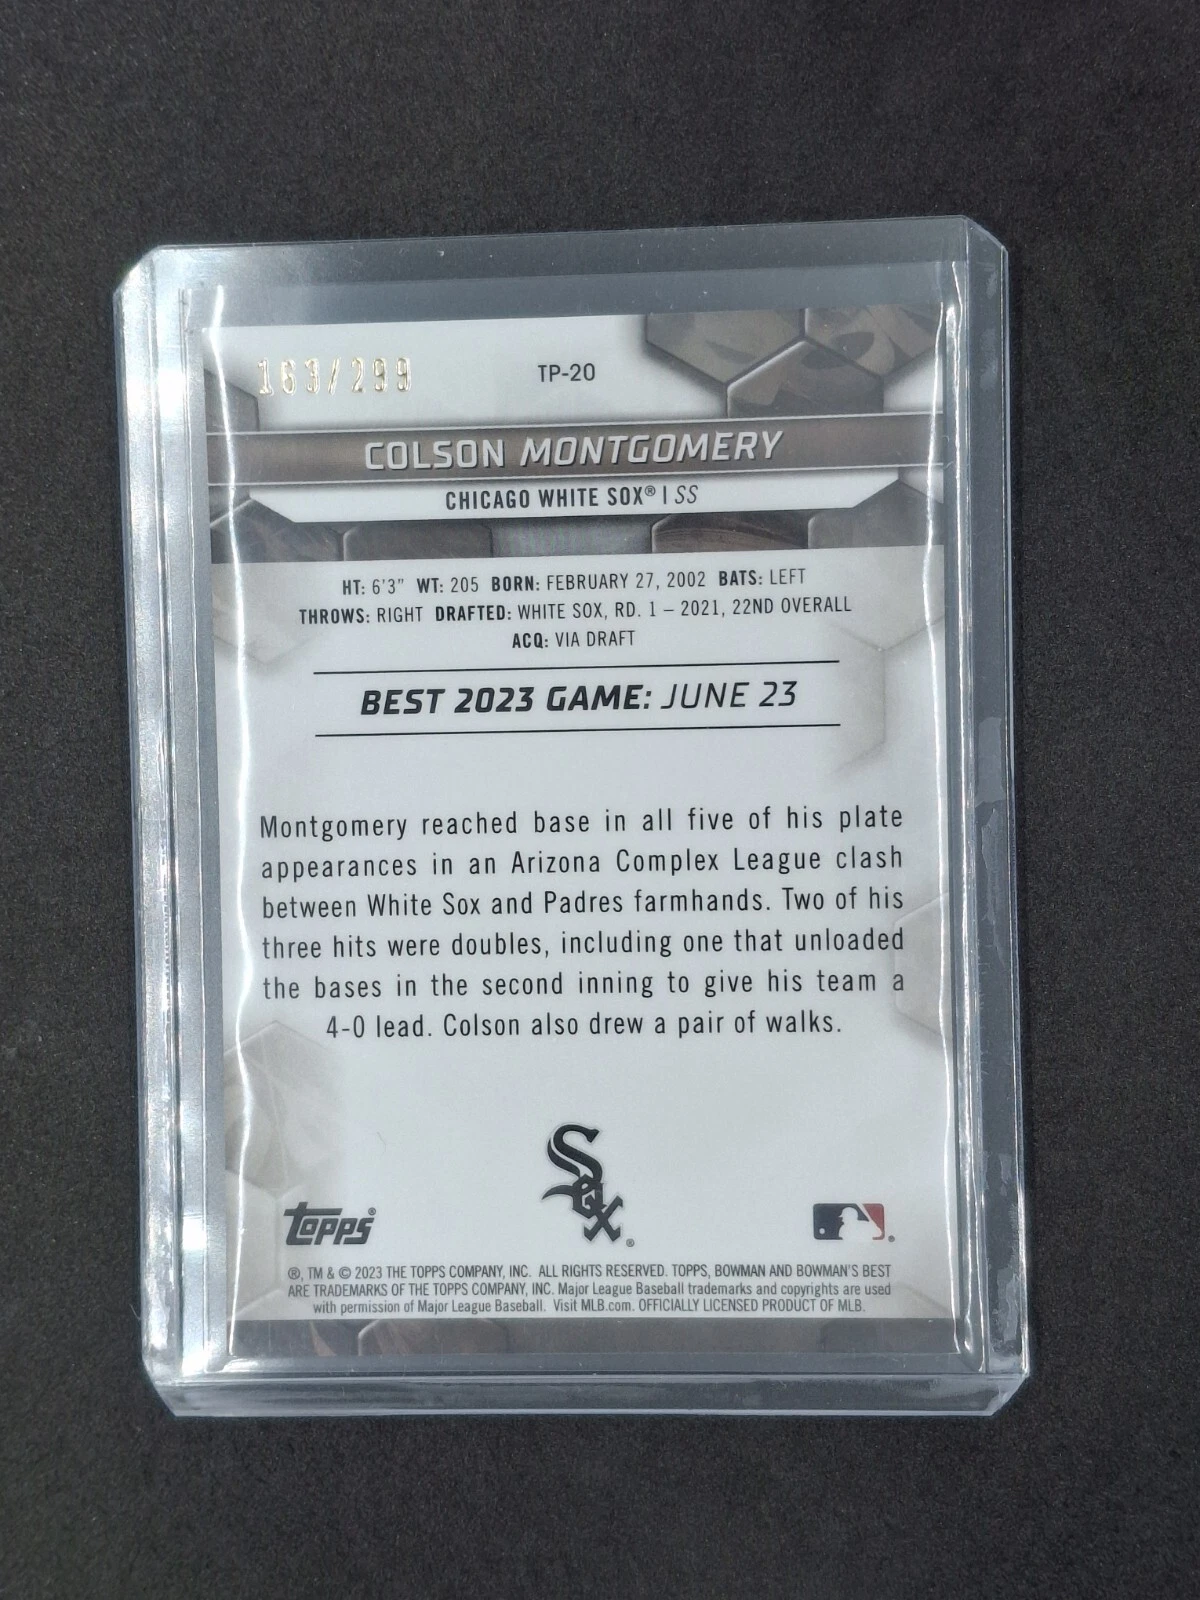 163/299
TP-20
COLSON MONTGOMERY
CHICAGO WHITE SOX® | SS
HT: 6'3" WT: 205 BORN: FEBRUARY 27, 2002 BATS: LEFT
THROWS: RIGHT DRAFTED: WHITE SOX, RD. 1 – 2021, 22ND OVERALL
ACQ: VIA DRAFT
BEST 2023 GAME: JUNE 23
Montgomery reached base in all five of his plate
appearances in an Arizona Complex League clash
between White Sox and Padres farmhands. Two of his
three hits were doubles, including one that unloaded
the bases in the second inning to give his team a
4-0 lead. Colson also drew a pair of walks.
Sox®
topps®
®, TM & © 2023 THE TOPPS COMPANY, INC. ALL RIGHTS RESERVED. TOPPS, BOWMAN AND BOWMAN'S BEST
ARE TRADEMARKS OF THE TOPPS COMPANY, INC. Major League Baseball trademarks and copyrights are used
with permission of Major League Baseball. Visit MLB.com. OFFICIALLY LICENSED PRODUCT OF MLB.